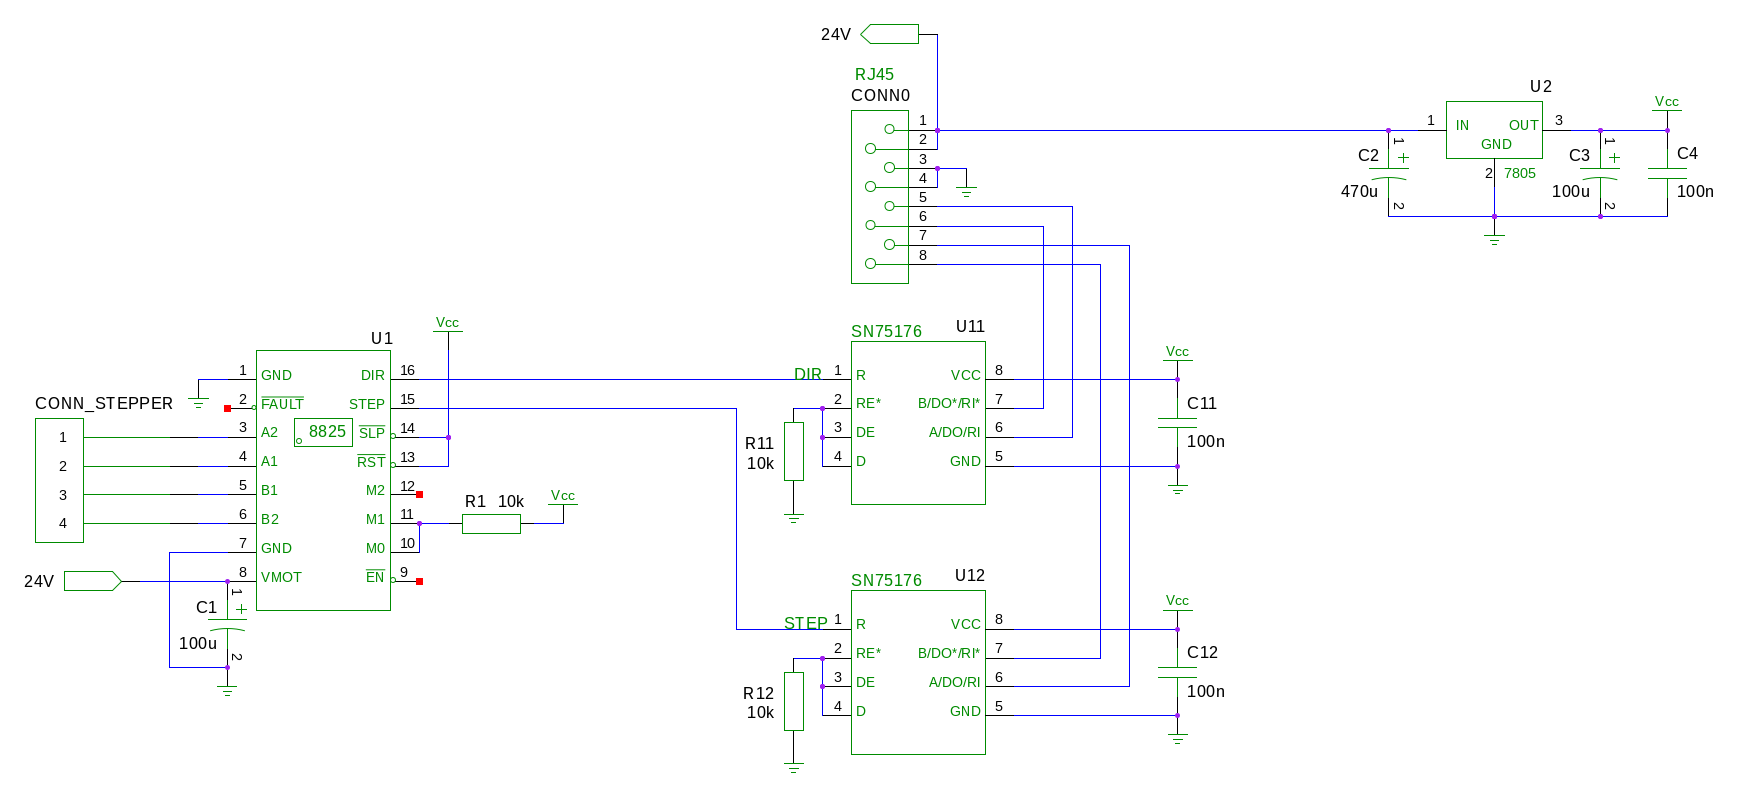 24V
RJ45
CONN0
1
2
3
4
5
6
7
8
U2
1 IN OUT 3
GND
2 7805
Vcc
C2 1 +
470u 2
C3 1 +
100u 2
C4
100n
Vcc
U1
1 GND DIR 16
2 FAULT STEP 15
3 A2 8825 SLP 14
4 A1 RST 13
5 B1 M2 12
6 B2 M1 11
7 GND M0 10
8 VMOT EN 9
CONN_STEPPER
1
2
3
4
24V
C1 1 +
100u 2
R1 10k
Vcc
SN75176 U11
DIR 1 R VCC 8
2 RE* B/DO*/RI* 7
3 DE A/DO/RI 6
4 D GND 5
R11
10k
Vcc
C11
100n
SN75176 U12
STEP 1 R VCC 8
2 RE* B/DO*/RI* 7
3 DE A/DO/RI 6
4 D GND 5
R12
10k
Vcc
C12
100n